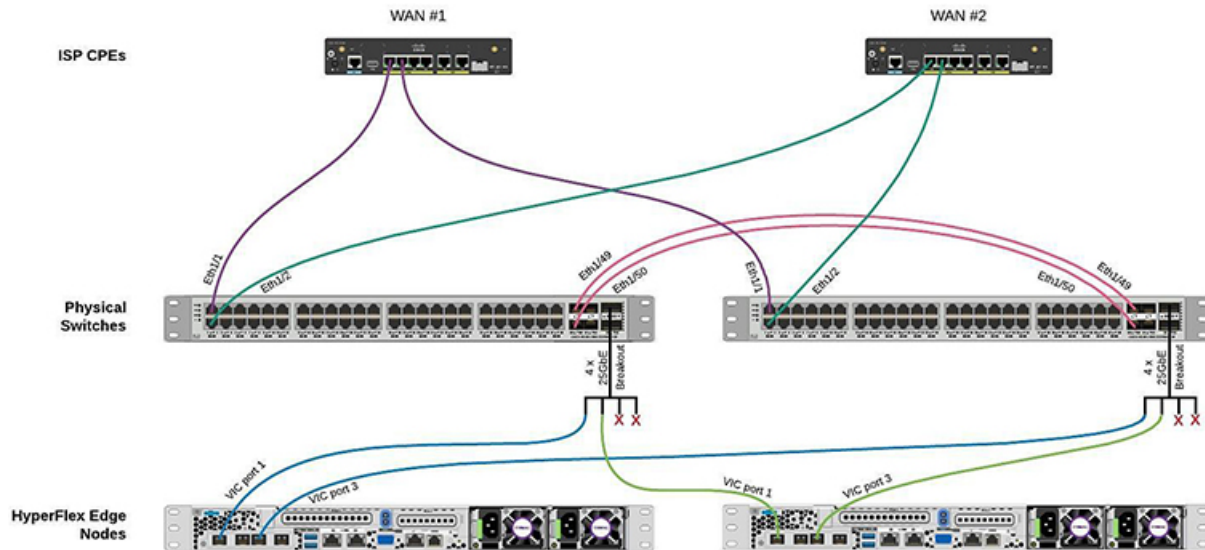 WAN #1
WAN #2
ISP CPEs
Eth1/1
Eth1/2
Eth1/49
Eth1/50
Eth1/1
Eth1/2
Eth1/50
Eth1/49
Physical
Switches
4 x
25GbE
Breakout
4 x
25GbE
Breakout
X X
X X
VIC port 1
VIC port 3
VIC port 1
VIC port 3
HyperFlex Edge
Nodes